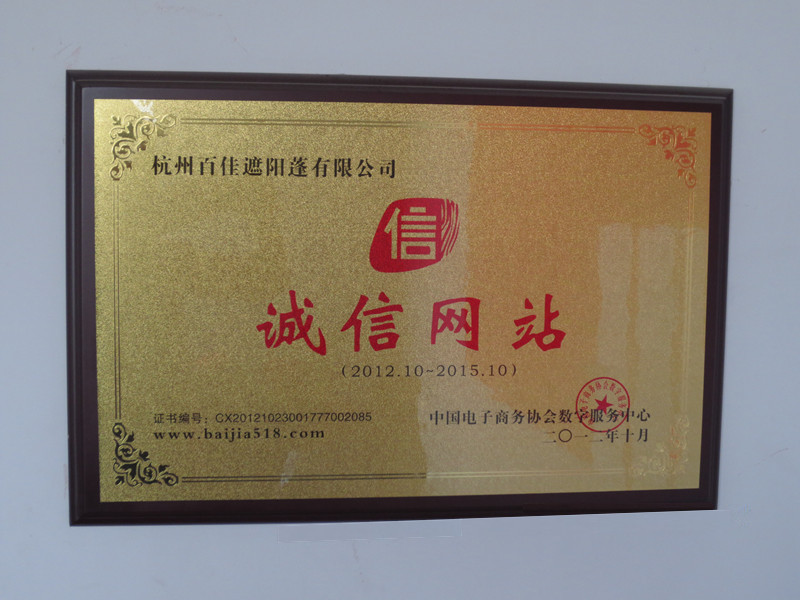 杭州百佳遮阳蓬有限公司
信
诚信网站
(2012.10~2015.10)
证书编号：CX20121023001777002085
www.baijia518.com
中国电子商务协会数字服务中心
二〇一二年十月